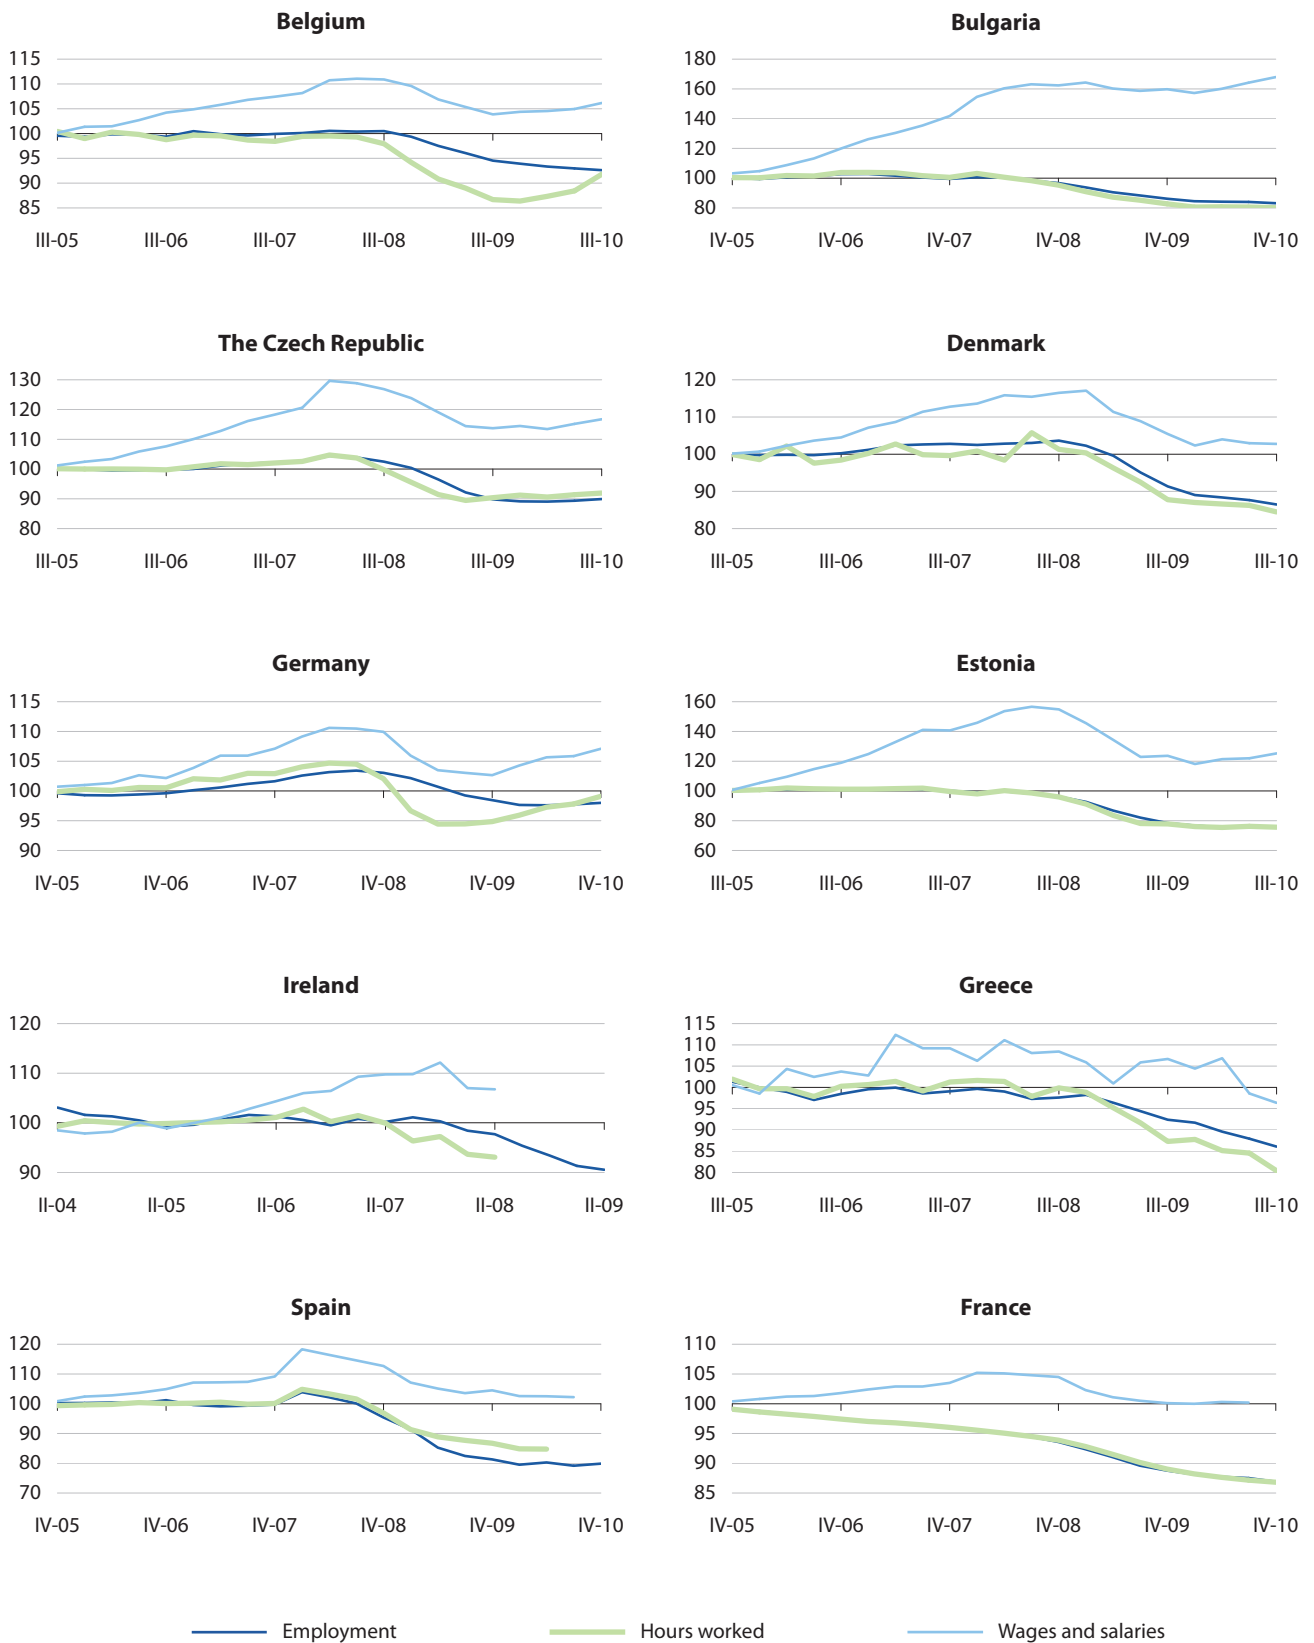 Belgium
115
110
105
100
95
90
85
III-05 III-06 III-07 III-08 III-09 III-10
Bulgaria
180
160
140
120
100
80
IV-05 IV-06 IV-07 IV-08 IV-09 IV-10
The Czech Republic
130
120
110
100
90
80
III-05 III-06 III-07 III-08 III-09 III-10
Denmark
120
110
100
90
80
III-05 III-06 III-07 III-08 III-09 III-10
Germany
115
110
105
100
95
90
IV-05 IV-06 IV-07 IV-08 IV-09 IV-10
Estonia
160
140
120
100
80
60
III-05 III-06 III-07 III-08 III-09 III-10
Ireland
120
110
100
90
II-04 II-05 II-06 II-07 II-08 II-09
Greece
115
110
105
100
95
90
85
80
III-05 III-06 III-07 III-08 III-09 III-10
Spain
120
110
100
90
80
70
IV-05 IV-06 IV-07 IV-08 IV-09 IV-10
France
110
105
100
95
90
85
IV-05 IV-06 IV-07 IV-08 IV-09 IV-10
Employment Hours worked Wages and salaries